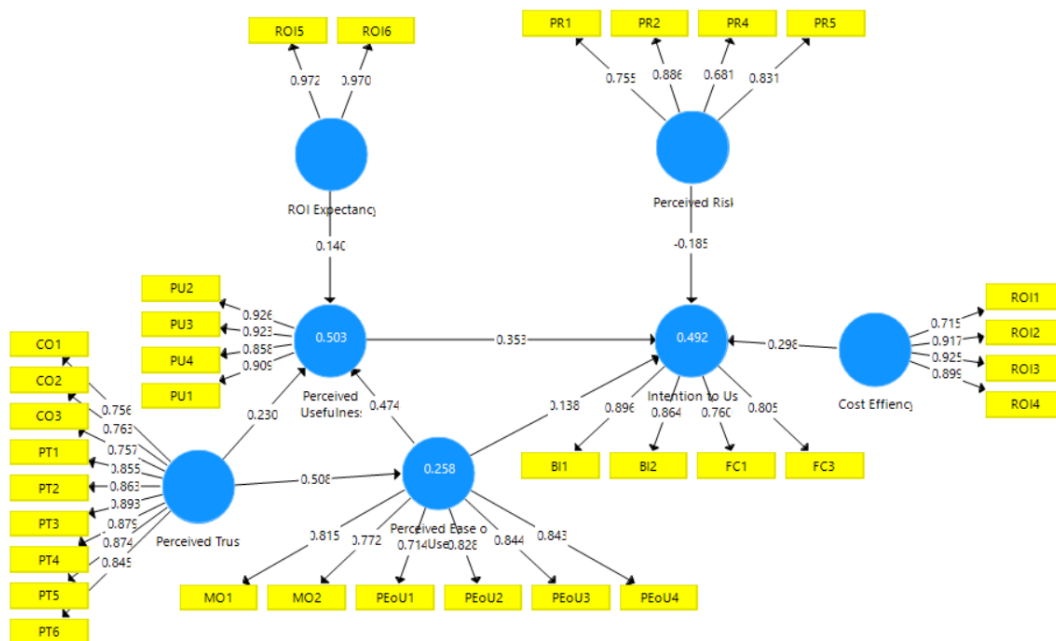 ROI5
ROI6
PR1
PR2
PR4
PR5
0.972
0.970
0.755
0.886
0.681
0.831
ROI Expectancy
Perceived Risk
0.140
-0.185
PU2
PU3
PU4
PU1
0.926
0.923
0.858
0.909
0.503
Perceived
Usefulness
0.353
0.492
Intention to Us
0.298
Cost Effiency
ROI1
ROI2
ROI3
ROI4
0.715
0.917
0.925
0.899
CO1
CO2
CO3
PT1
PT2
PT3
PT4
PT5
PT6
0.756
0.763
0.757
0.855
0.863
0.893
0.879
0.874
0.845
Perceived Trus
0.230
0.474
0.508
0.138
0.258
Perceived Ease o
Use
0.896
0.864
0.760
0.805
BI1
BI2
FC1
FC3
0.815
0.772
0.714
0.828
0.844
0.843
MO1
MO2
PEoU1
PEoU2
PEoU3
PEoU4